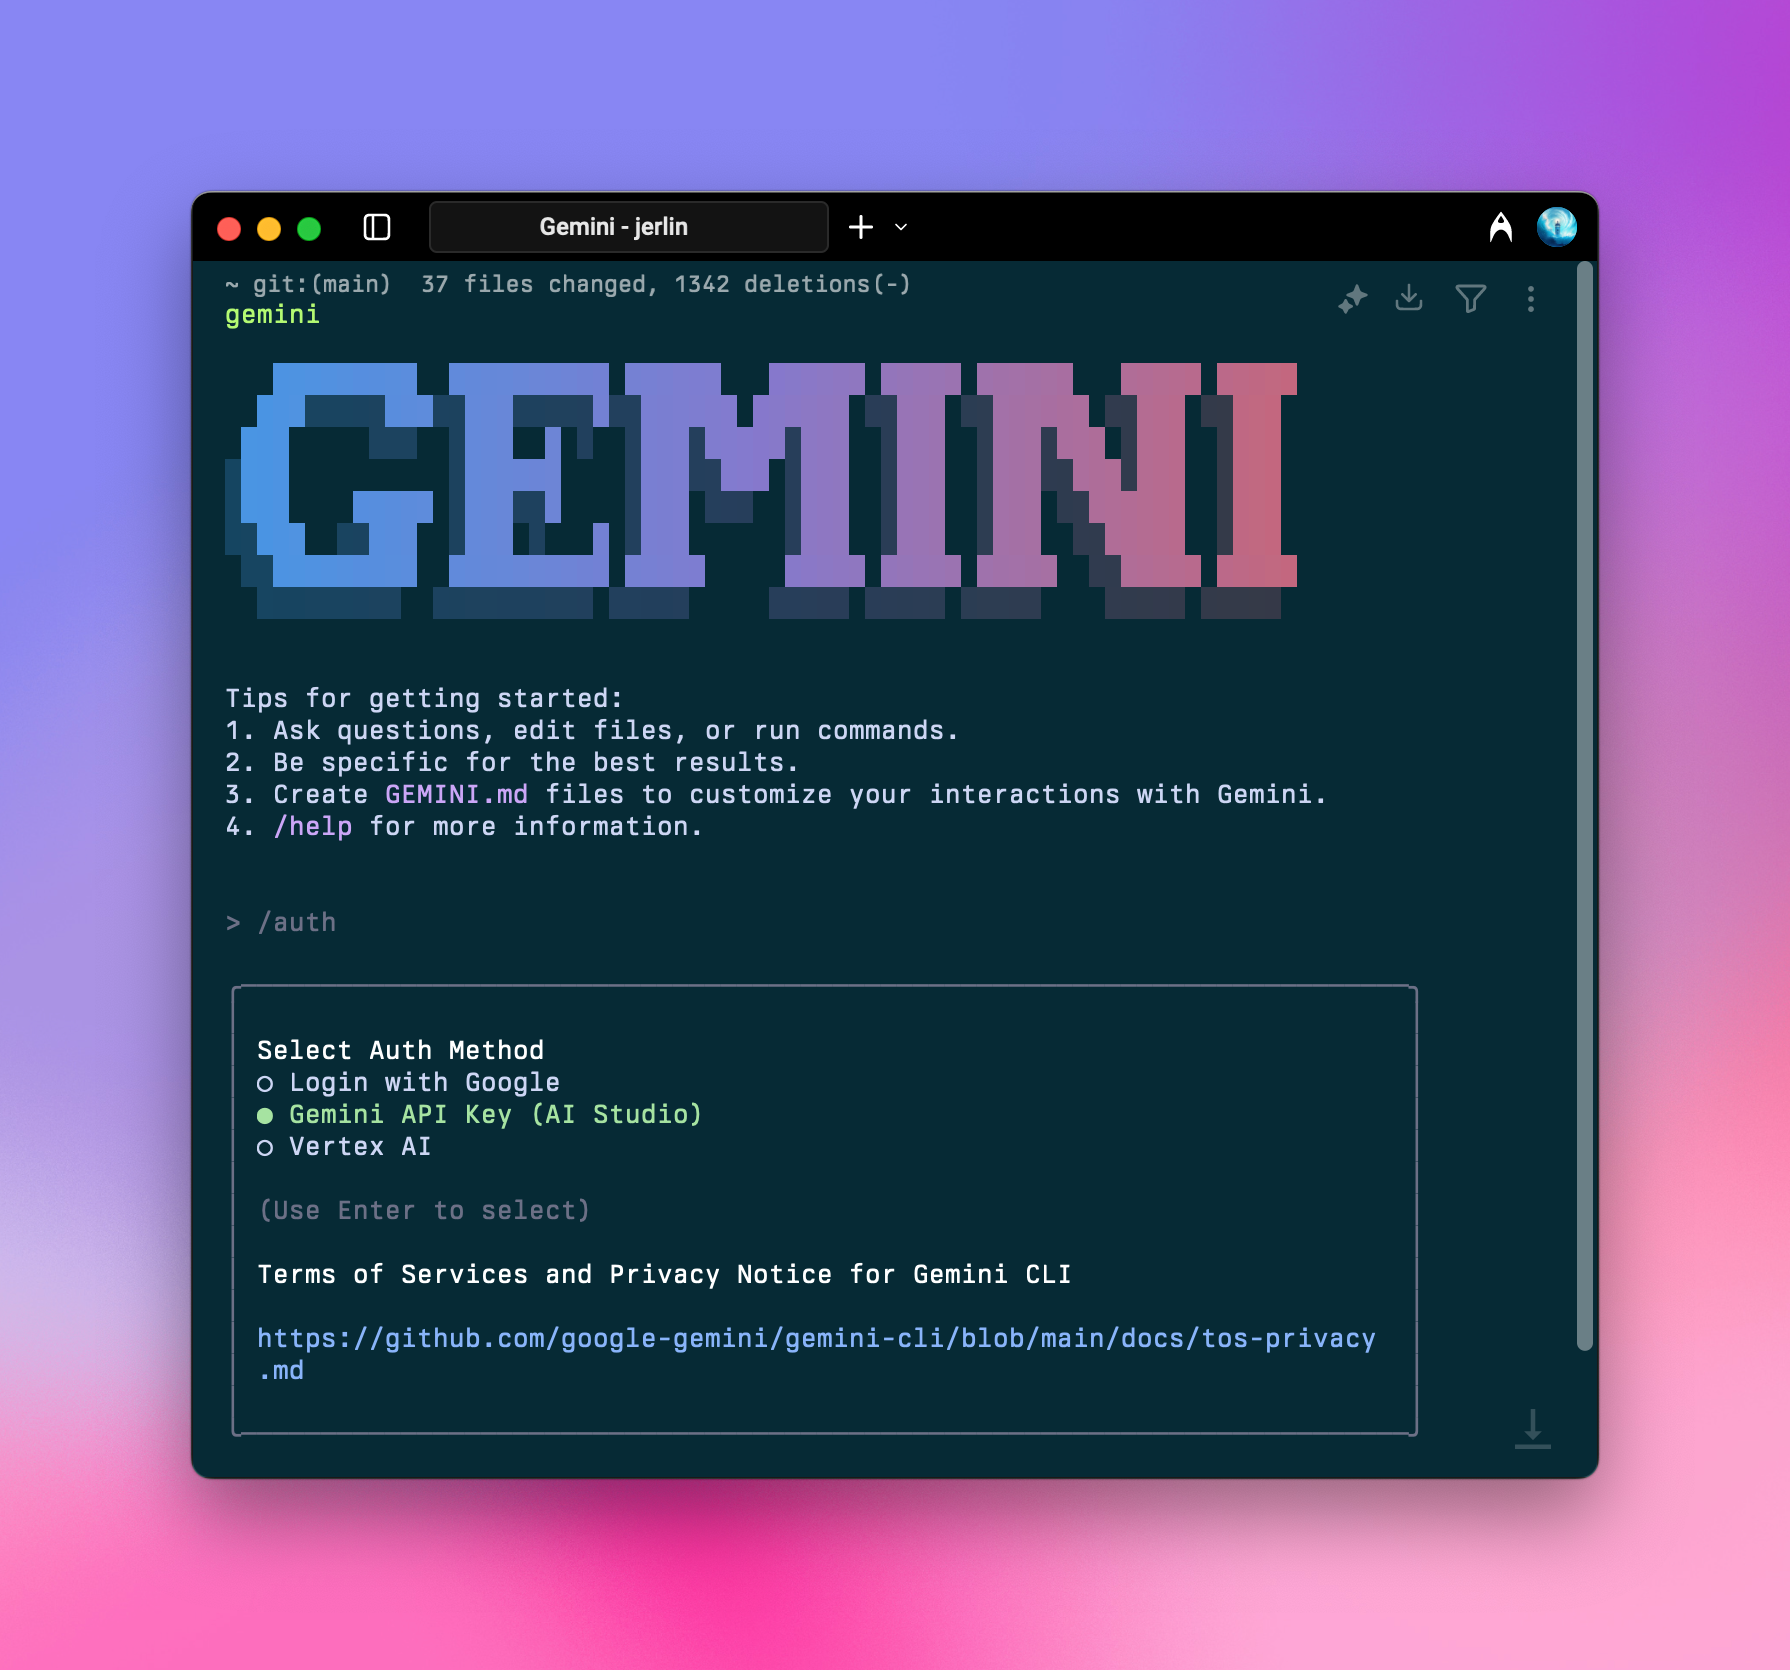 Gemini - jerlin
~ git:(main)  37 files changed, 1342 deletions(-)
gemini
GEMINI
Tips for getting started:
1. Ask questions, edit files, or run commands.
2. Be specific for the best results.
3. Create GEMINI.md files to customize your interactions with Gemini.
4. /help for more information.
> /auth
Select Auth Method
○ Login with Google
● Gemini API Key (AI Studio)
○ Vertex AI
(Use Enter to select)
Terms of Services and Privacy Notice for Gemini CLI
https://github.com/google-gemini/gemini-cli/blob/main/docs/tos-privacy
.md